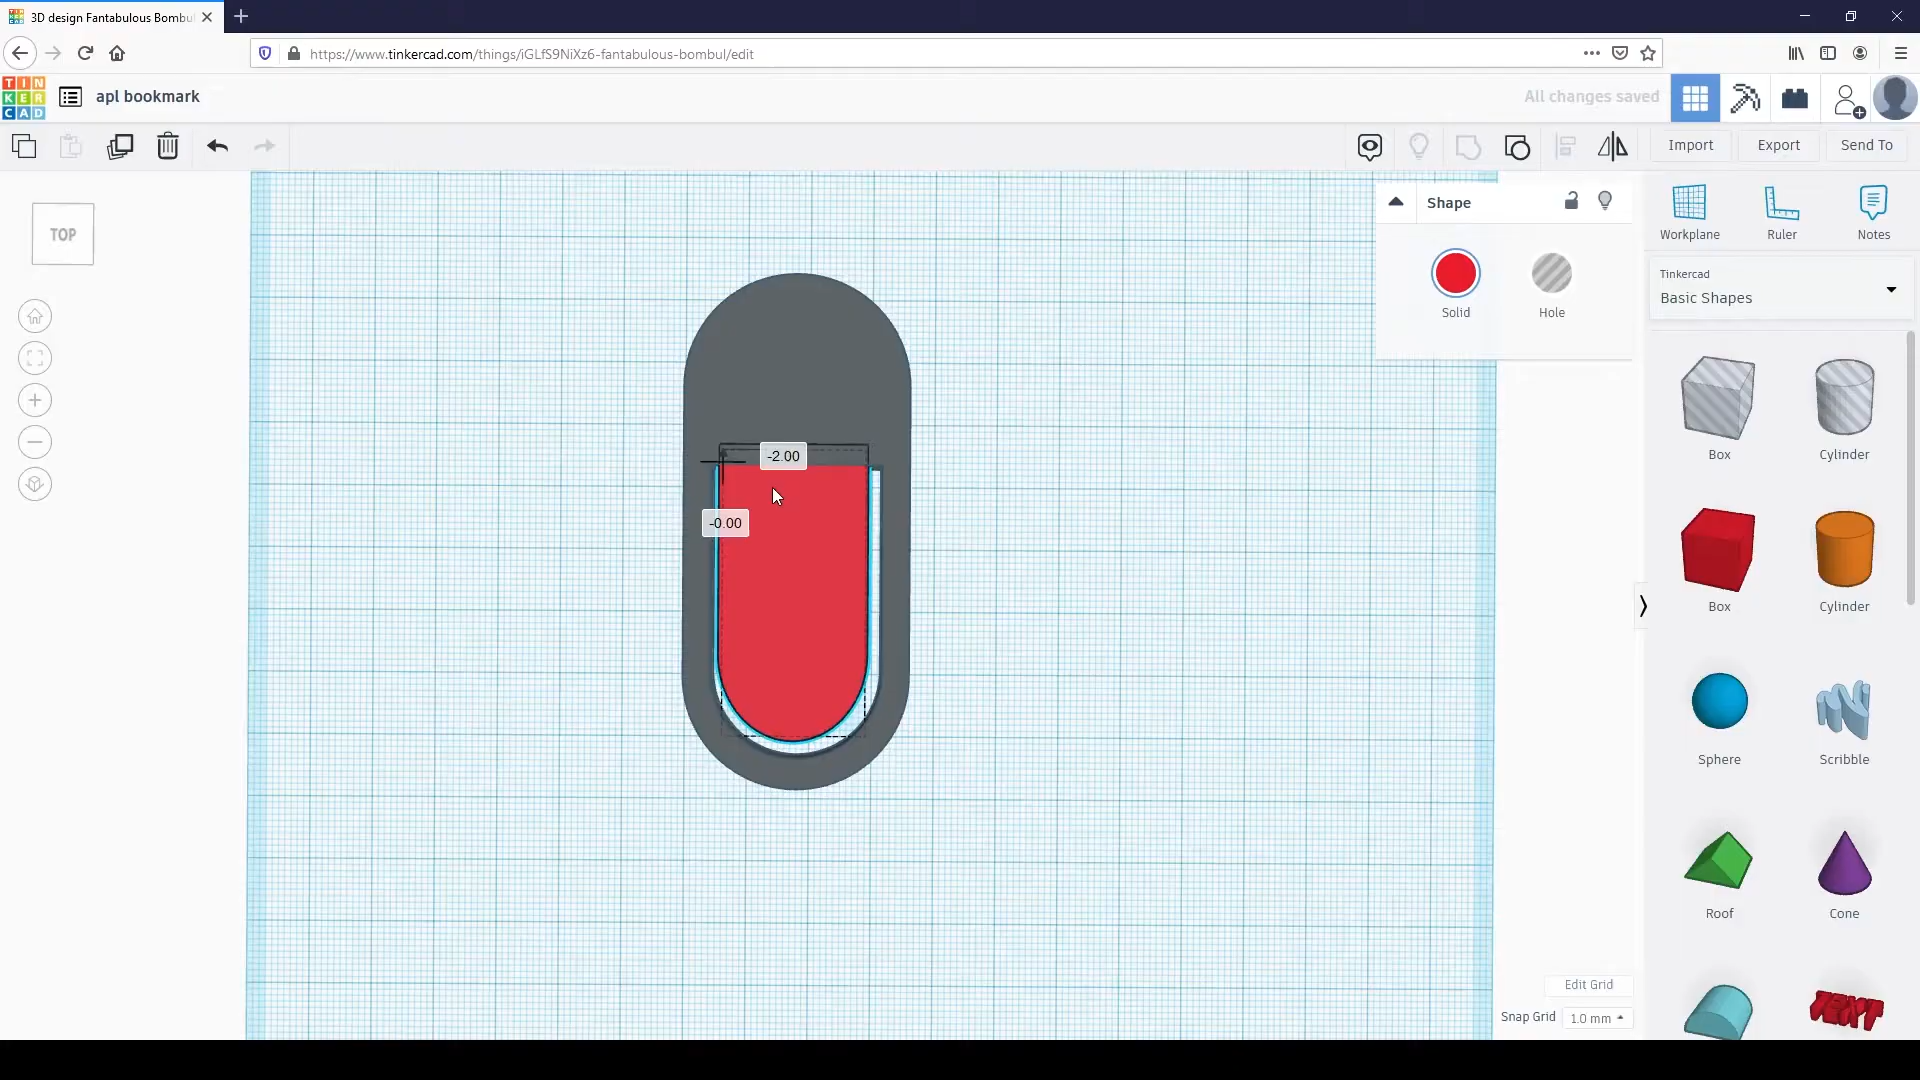 3D design Fantabulous Bombul
https://www.tinkercad.com/things/iGLfS9NiXz6-fantabulous-bombul/edit
TIN
KER
CAD
apl bookmark
All changes saved
Import
Export
Send To
TOP
Shape
Solid
Hole
Workplane
Ruler
Notes
Tinkercad
Basic Shapes
-2.00
-0.00
Box
Cylinder
Box
Cylinder
Sphere
Scribble
Roof
Cone
TEXT
Edit Grid
Snap Grid
1.0 mm